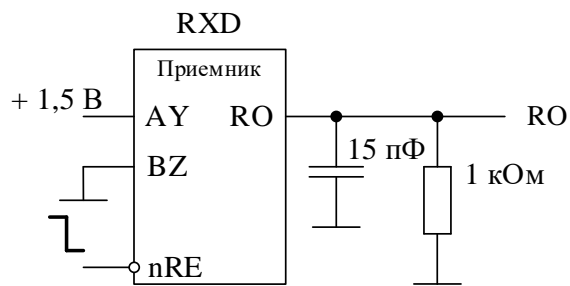 RXD
Приемник
+ 1,5 В
AY
RO
RO
BZ
15 пФ
1 кОм
nRE